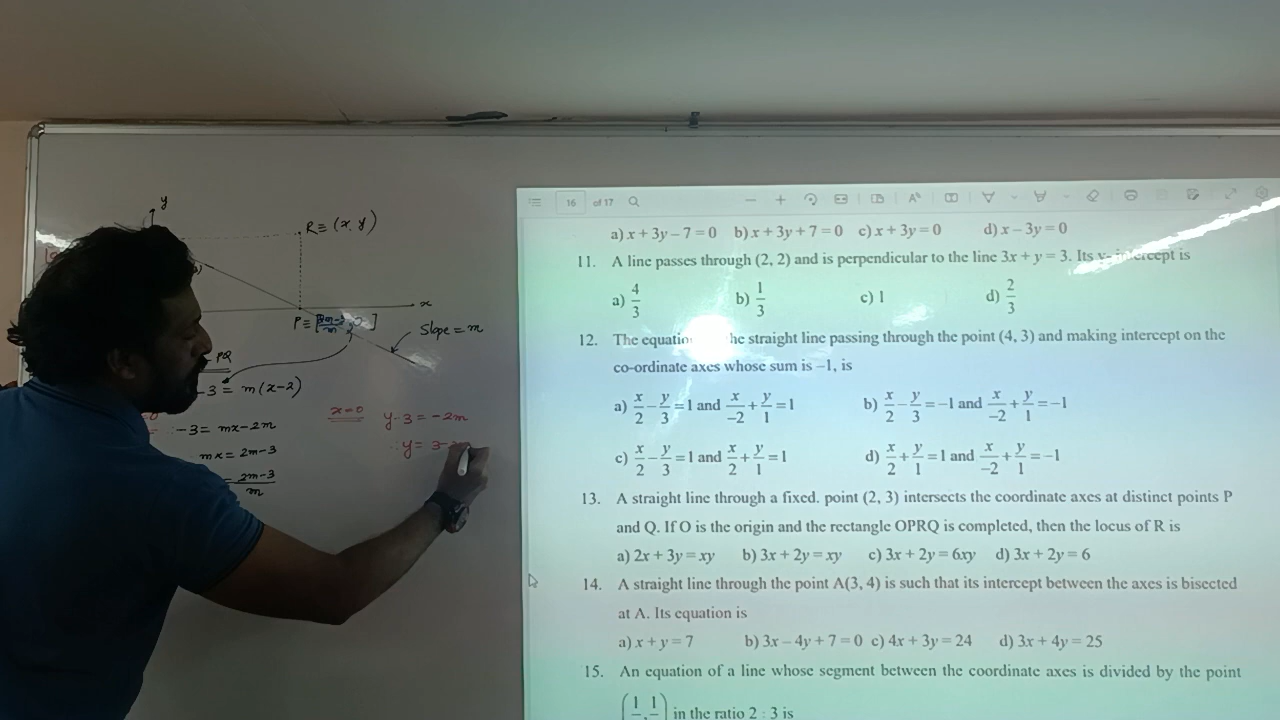 y
R≡(x, y)
x
P≡
Slope = m
PQ
-3 = m(x-2)
-3 = mx-2m
mx = 2m-3
2m-3
m
x=0
y-3 = -2m
y = 3-
16 of 17
a) x + 3y – 7 = 0 b) x + 3y + 7 = 0 c) x + 3y = 0 d) x – 3y = 0
11. A line passes through (2, 2) and is perpendicular to the line 3x + y = 3. Its y-intercept is
a) 4/3 b) 1/3 c) 1 d) 2/3
12. The equation he straight line passing through the point (4, 3) and making intercept on the
co-ordinate axes whose sum is –1, is
a) x/2 – y/3 = 1 and x/-2 + y/1 = 1 b) x/2 – y/3 = –1 and x/-2 + y/1 = –1
c) x/2 – y/3 = 1 and x/2 + y/1 = 1 d) x/2 + y/1 = 1 and x/-2 + y/1 = –1
13. A straight line through a fixed. point (2, 3) intersects the coordinate axes at distinct points P
and Q. If O is the origin and the rectangle OPRQ is completed, then the locus of R is
a) 2x + 3y = xy b) 3x + 2y = xy c) 3x + 2y = 6xy d) 3x + 2y = 6
14. A straight line through the point A(3, 4) is such that its intercept between the axes is bisected
at A. Its equation is
a) x + y = 7 b) 3x – 4y + 7 = 0 c) 4x + 3y = 24 d) 3x + 4y = 25
15. An equation of a line whose segment between the coordinate axes is divided by the point
in the ratio 2 : 3 is